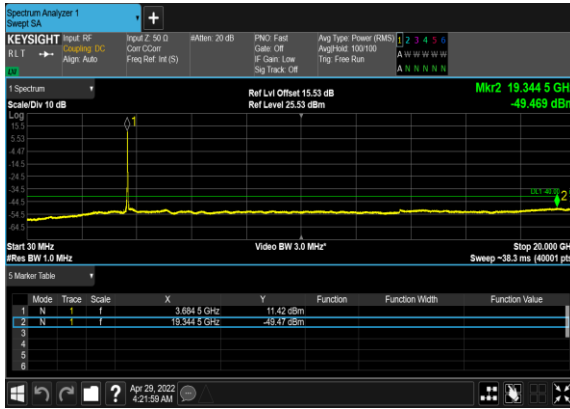 Spectrum Analyzer 1
Swept SA
KEYSIGHT Input: RF Input Z: 50 Ω #Atten: 20 dB PNO: Fast Avg Type: Power (RMS) 1 2 3 4 5 6
RLT Coupling: DC Corr CCorr Gate: Off Avg|Hold: 100/100 A W W W W W
Align: Auto Freq Ref: Int (S) IF Gain: Low Trig: Free Run
Sig Track: Off A N N N N N
1 Spectrum Ref Lvl Offset 15.53 dB Mkr2 19.344 5 GH
Scale/Div 10 dB Ref Level 25.53 dBm -49.469 dBm
Log
15.5
5.53
-4.47
-14.5
-24.5
-34.5
-44.5
-54.5
-64.5
1
2
Start 30 MHz Video BW 3.0 MHz* Stop 20.000 GH
#Res BW 1.0 MHz Sweep ~38.3 ms (40001 pts
5 Marker Table
Mode Trace Scale X Y Function Function Width Function Value
1 N 1 f 3.684 5 GHz 11.42 dBm
2 N 1 f 19.344 5 GHz -49.47 dBm
3
4
5
6
? Apr 29, 2022
4:21:59 AM